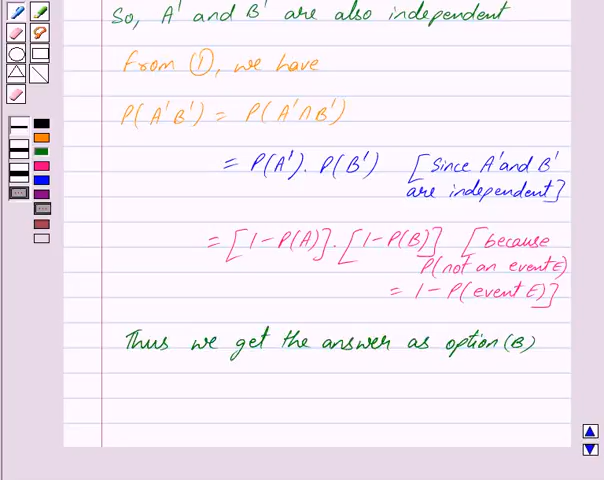 So, A' and B' are also independent
From ①, we have
P(A'B') = P(A'∩B')
= P(A'). P(B') [Since A' and B'
are independent]
= [1-P(A)]. [1-P(B)] [because
P(not an event E)
= 1- P(event E)]
Thus we get the answer as option (B)